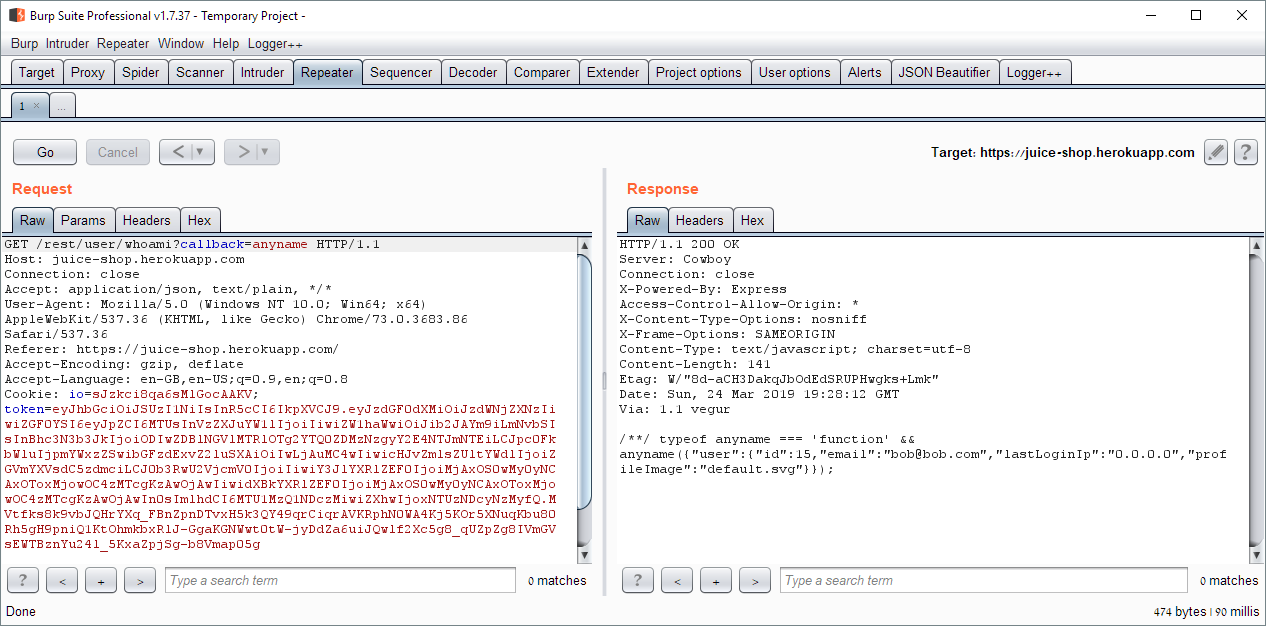 Burp Suite Professional v1.7.37 - Temporary Project -
Burp Intruder Repeater Window Help Logger++
Target Proxy Spider Scanner Intruder Repeater Sequencer Decoder Comparer Extender Project options User options Alerts JSON Beautifier Logger++
1 × ...
Go Cancel < ▼ > ▼ Target: https://juice-shop.herokuapp.com ?
Request
Raw Params Headers Hex
GET /rest/user/whoami?callback=anyname HTTP/1.1
Host: juice-shop.herokuapp.com
Connection: close
Accept: application/json, text/plain, */*
User-Agent: Mozilla/5.0 (Windows NT 10.0; Win64; x64)
AppleWebKit/537.36 (KHTML, like Gecko) Chrome/73.0.3683.86
Safari/537.36
Referer: https://juice-shop.herokuapp.com/
Accept-Encoding: gzip, deflate
Accept-Language: en-GB,en-US;q=0.9,en;q=0.8
Cookie: io=
token=
? < + > Type a search term 0 matches
Response
Raw Headers Hex
HTTP/1.1 200 OK
Server: Cowboy
Connection: close
X-Powered-By: Express
Access-Control-Allow-Origin: *
X-Content-Type-Options: nosniff
X-Frame-Options: SAMEORIGIN
Content-Type: text/javascript; charset=utf-8
Content-Length: 141
Etag: W/"8d-aCH3DakqJbOdEdSRUPHwgks+Lmk"
Date: Sun, 24 Mar 2019 19:28:12 GMT
Via: 1.1 vegur
/**/ typeof anyname === 'function' &&
anyname({"user":{"id":15,"email":"bob@bob.com","lastLoginIp":"0.0.0.0","prof
ileImage":"default.svg"}});
? < + > Type a search term 0 matches
Done 474 bytes | 90 millis